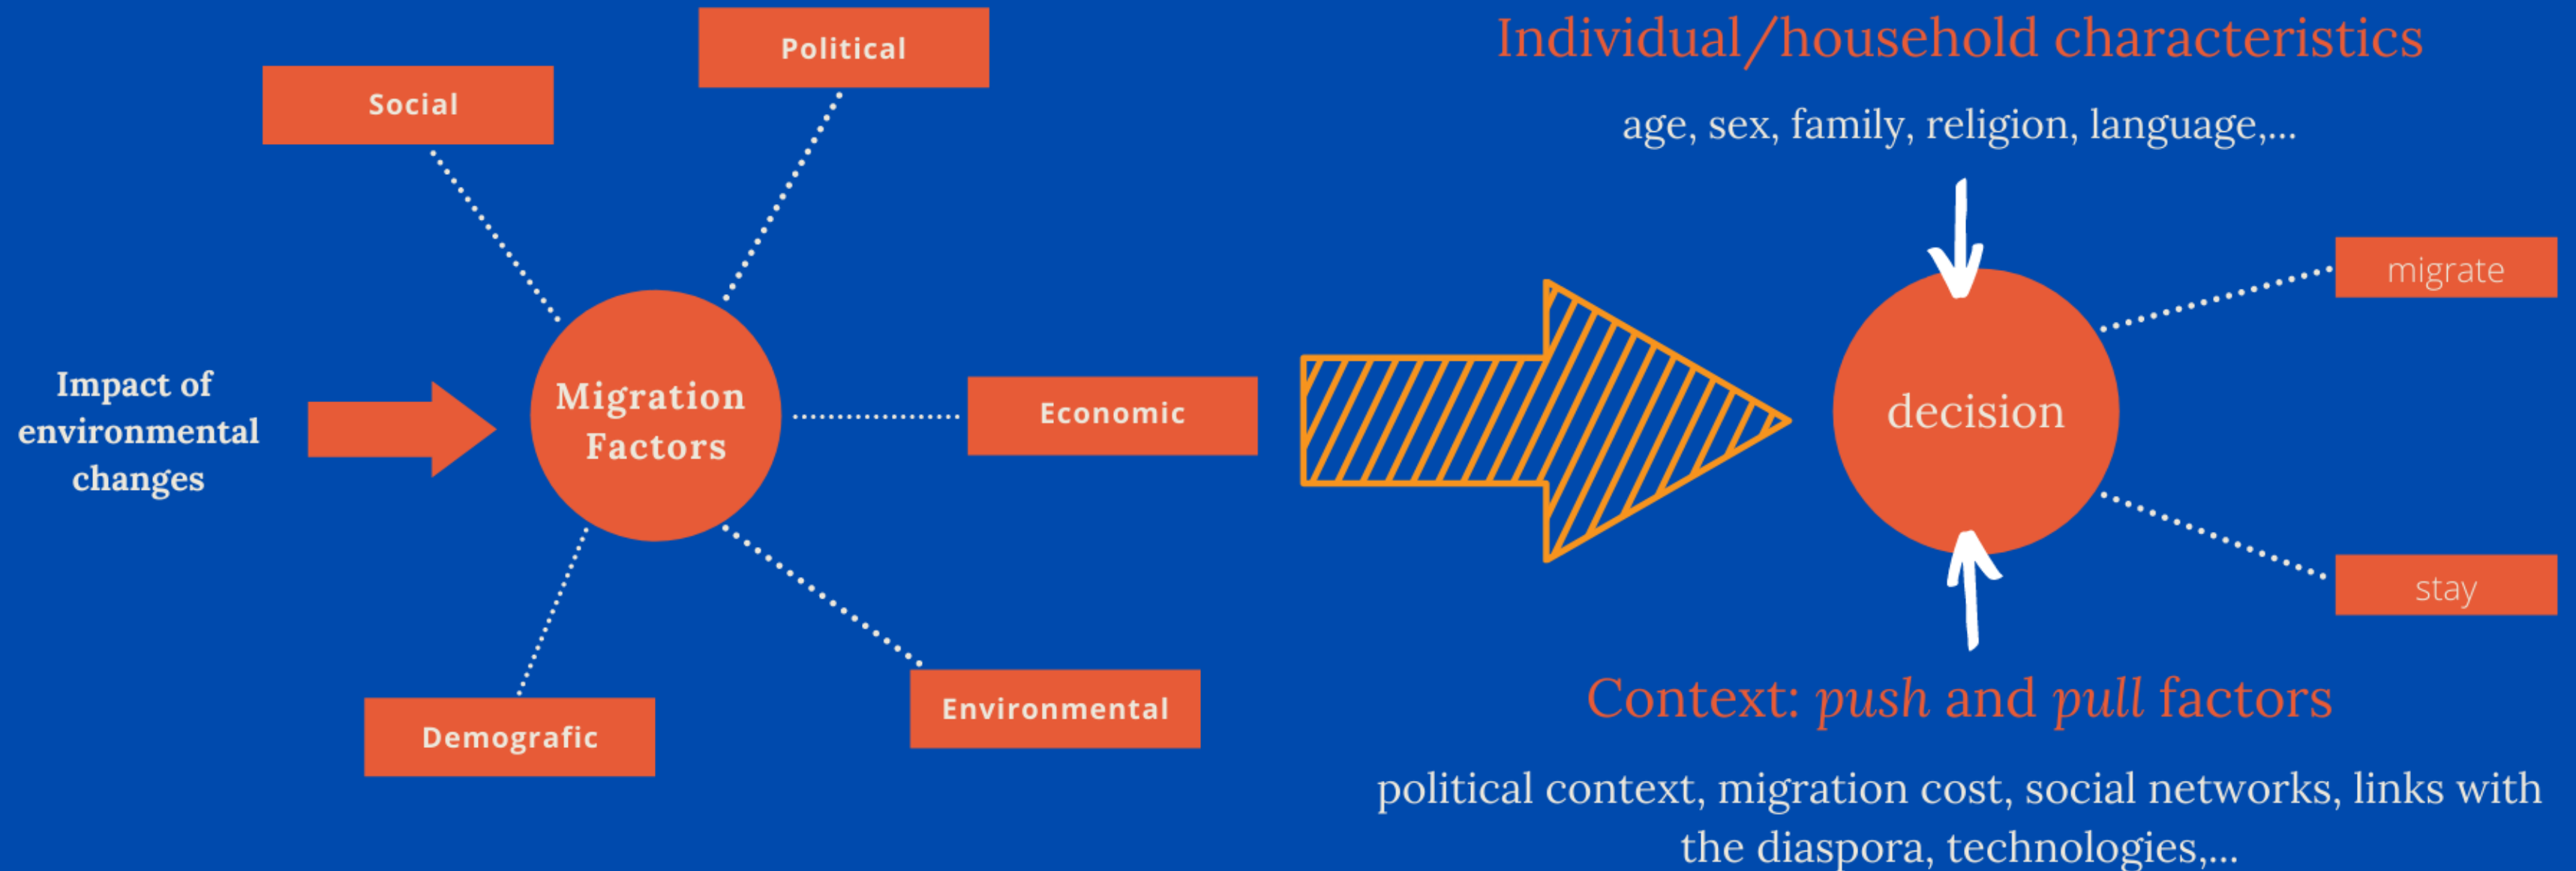 Political
Social
Impact of
environmental
changes
Migration
Factors
Economic
Environmental
Demografic
Individual/household characteristics
age, sex, family, religion, language,...
decision
migrate
stay
Context: push and pull factors
political context, migration cost, social networks, links with
the diaspora, technologies,...